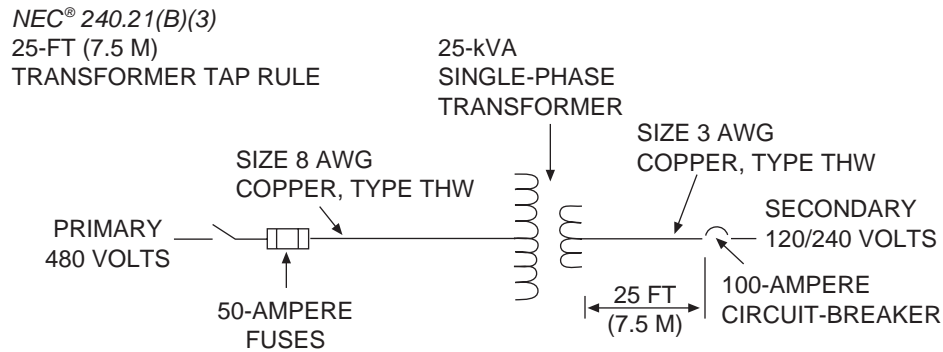 NEC® 240.21(B)(3)
25-FT (7.5 M)
TRANSFORMER TAP RULE
25-kVA
SINGLE-PHASE
TRANSFORMER
SIZE 8 AWG
COPPER, TYPE THW
SIZE 3 AWG
COPPER, TYPE THW
PRIMARY
480 VOLTS
SECONDARY
120/240 VOLTS
50-AMPERE
FUSES
25 FT
(7.5 M)
100-AMPERE
CIRCUIT-BREAKER